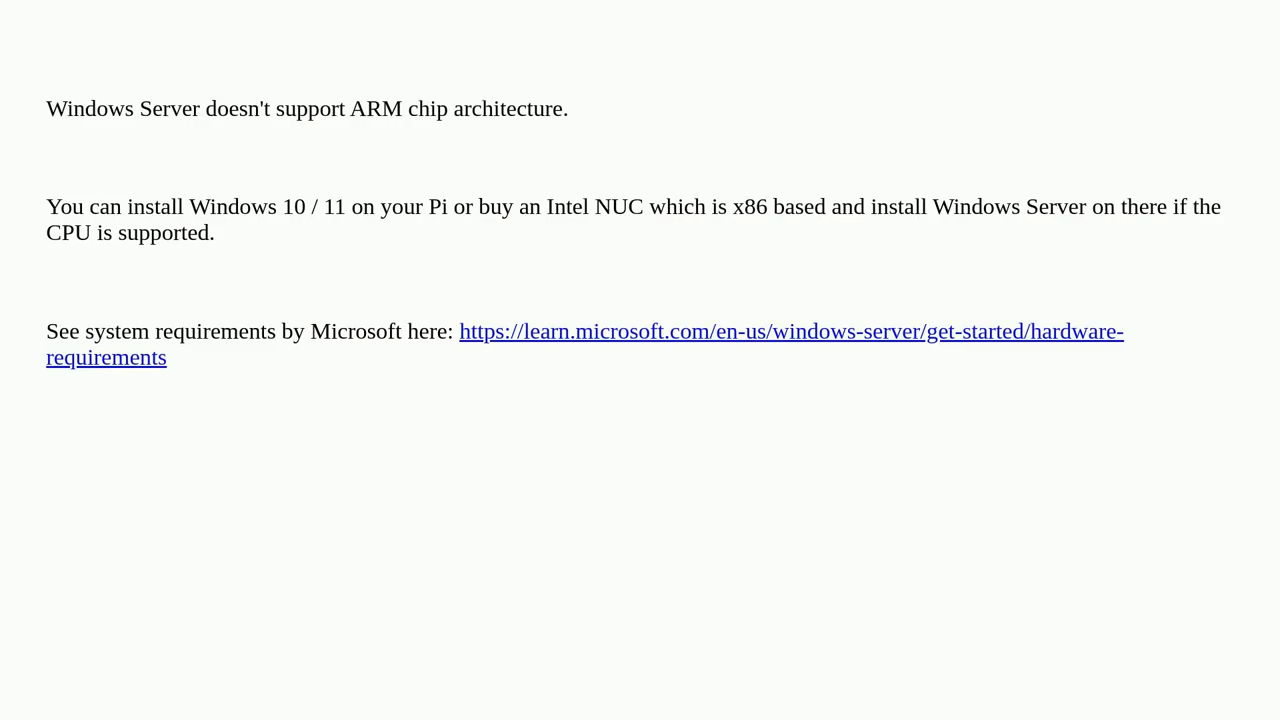 Windows Server doesn't support ARM chip architecture.
You can install Windows 10 / 11 on your Pi or buy an Intel NUC which is x86 based and install Windows Server on there if the
CPU is supported.
See system requirements by Microsoft here: https://learn.microsoft.com/en-us/windows-server/get-started/hardware-
requirements